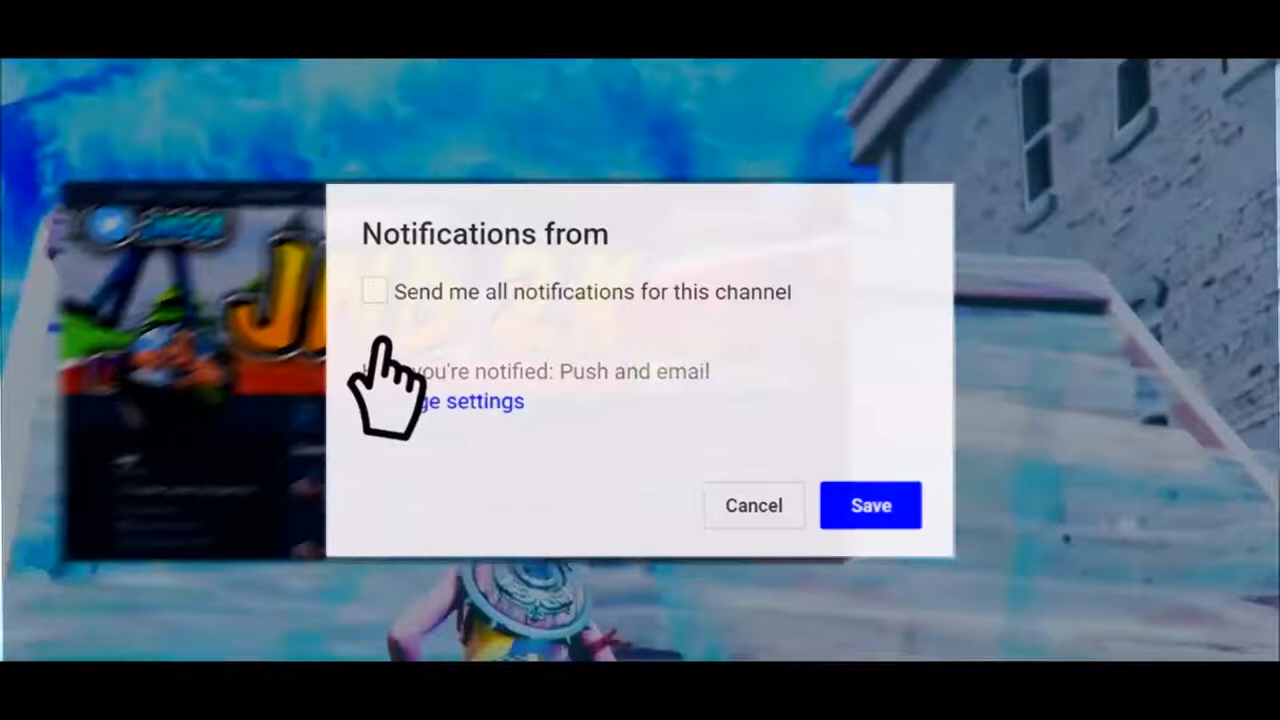 Notifications from
Send me all notifications for this channel
you're notified: Push and email
settings
Cancel
Save